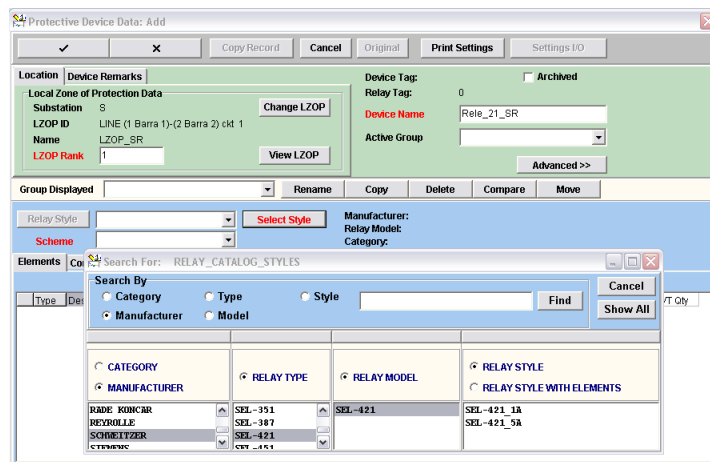 Protective Device Data: Add
Copy Record Cancel Original Print Settings Settings I/O
Location Device Remarks
Local Zone of Protection Data
Substation S
Change LZOP
LZOP ID LINE (1 Barra 1)-(2 Barra 2) ckt 1
Name LZOP_SR
LZOP Rank 1
View LZOP
Device Tag:
Archived
Relay Tag: 0
Device Name Rele_21_SR
Active Group
Advanced >>
Group Displayed Rename Copy Delete Compare Move
Relay Style Select Style
Scheme
Manufacturer:
Relay Model:
Category:
Elements
Type
/T Qty
Search For: RELAY_CATALOG_STYLES
Search By
Category Type Style
Manufacturer Model
Find
Cancel
Show All
CATEGORY
MANUFACTURER
RELAY TYPE
RELAY MODEL
RELAY STYLE
RELAY STYLE WITH ELEMENTS
RADE KONCAR SEL-351 SEL-421 SEL-421_1A
REYROLLE SEL-387 SEL-421_5A
SCHWEITZER SEL-421
SIEMENS SEL-451